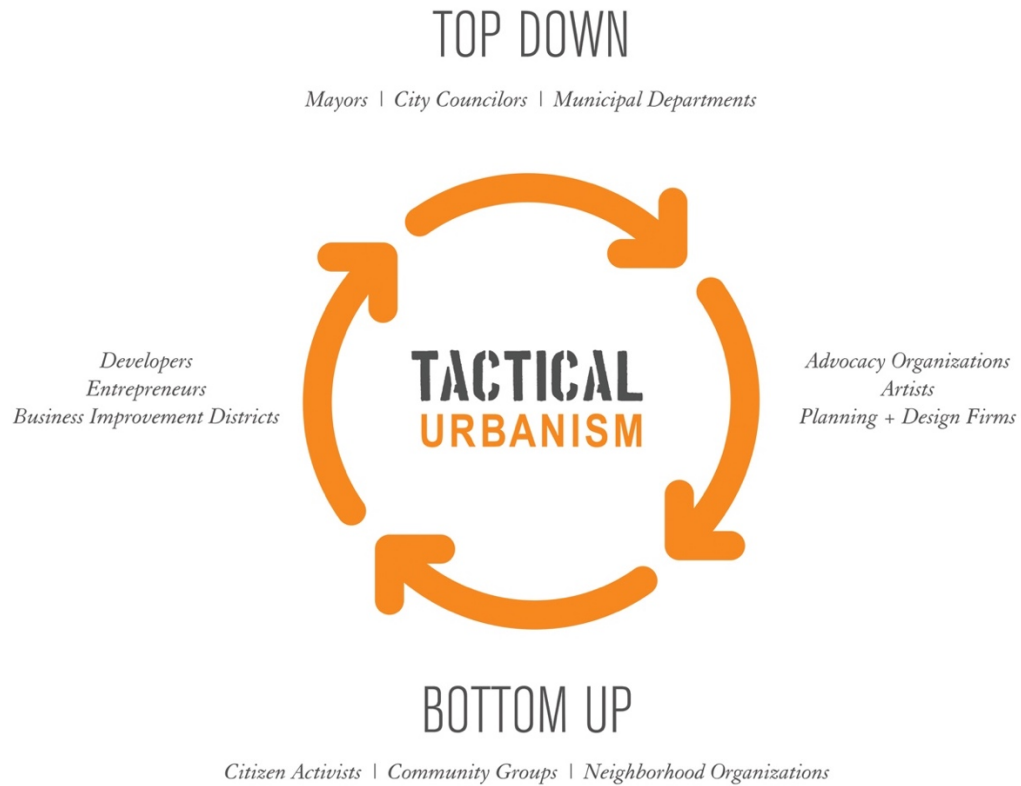 TOP DOWN
Mayors | City Councilors | Municipal Departments
Developers
Entrepreneurs
Business Improvement Districts
TACTICAL
URBANISM
Advocacy Organizations
Artists
Planning + Design Firms
BOTTOM UP
Citizen Activists | Community Groups | Neighborhood Organizations